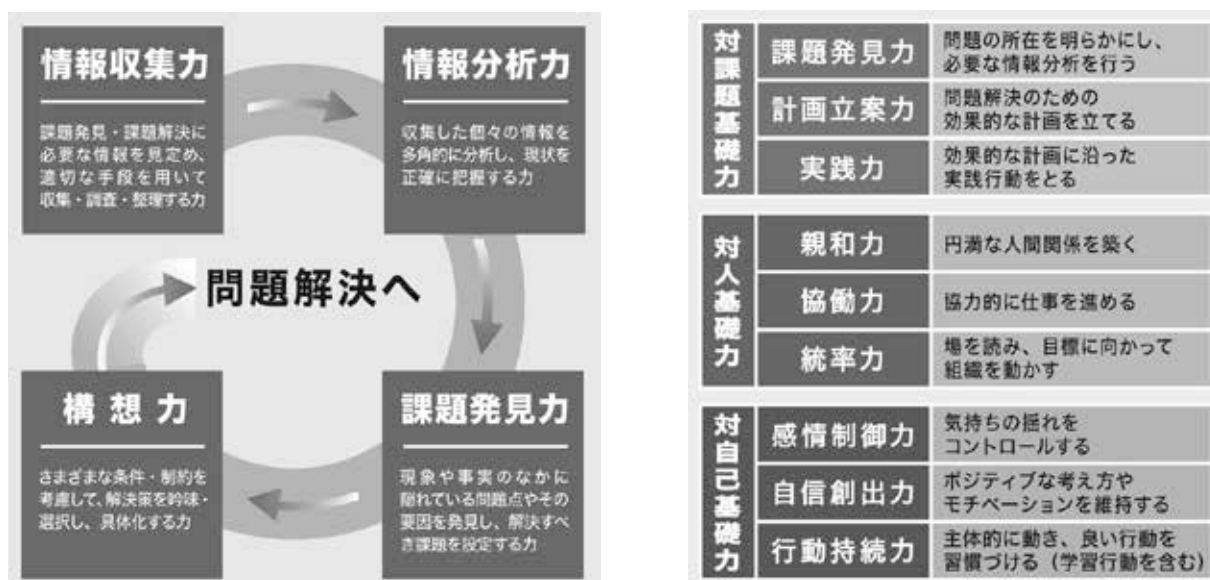 情報収集力
課題発見・課題解決に
必要な情報を見定め、
適切な手段を用いて
収集・調査・整理する力
情報分析力
収集した個々の情報を
多角的に分析し、現状を
正確に把握する力
問題解決へ
構想力
さまざまな条件・制約を
考慮して、解決策を吟味・
選択し、具体化する力
課題発見力
現象や事実のなかに
隠れている問題点やその
要因を発見し、解決すべ
き課題を設定する力
対課題基礎力
課題発見力
問題の所在を明らかにし、
必要な情報分析を行う
計画立案力
問題解決のための
効果的な計画を立てる
実践力
効果的な計画に沿った
実践行動をとる
対人基礎力
親和力
円満な人間関係を築く
協働力
協力的に仕事を進める
統率力
場を読み、目標に向かって
組織を動かす
対自己基礎力
感情制御力
気持ちの揺れを
コントロールする
自信創出力
ポジティブな考え方や
モチベーションを維持する
行動持続力
主体的に動き、良い行動を
習慣づける（学習行動を含む）